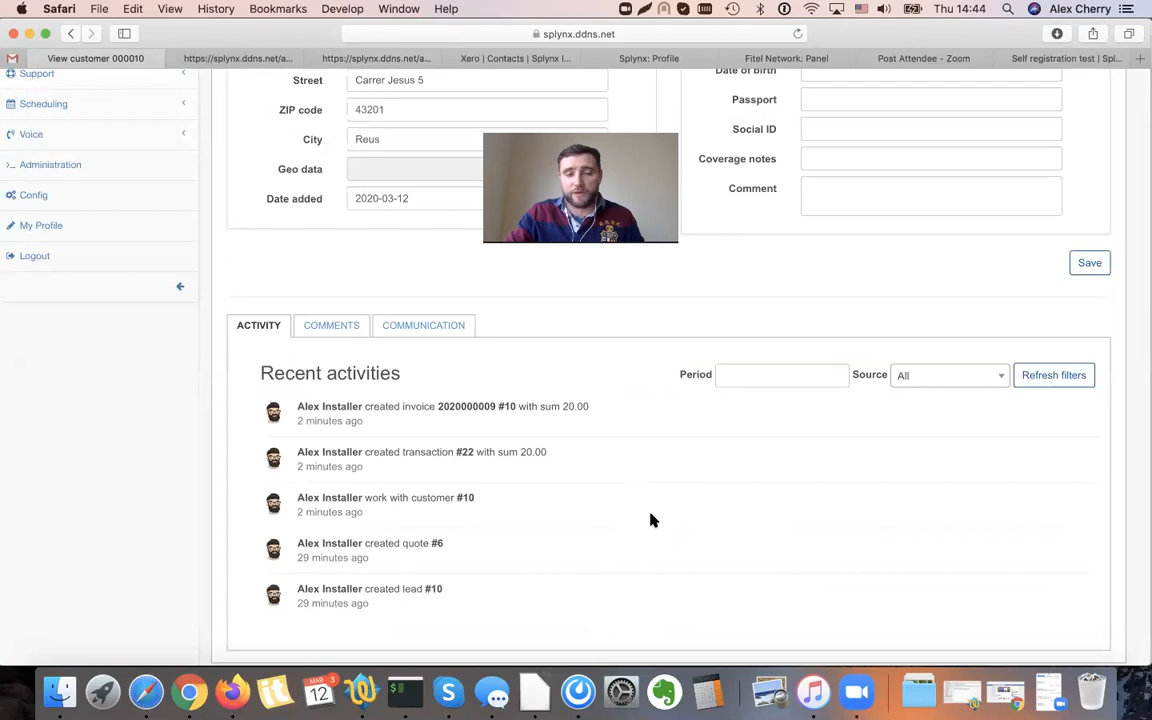 Safari File Edit View History Bookmarks Develop Window Help Thu 14:44 Alex Cherry
splynx.ddns.net
View customer 000010 https://splynx.ddns.net/a... https://splynx.ddns.net/a... Xero | Contacts | Splynx I... Splynx: Profile Fitel Network: Panel Post Attendee - Zoom Self registration test | Spl...
Support
Scheduling
Voice
Administration
Config
My Profile
Logout
Street Carrer Jesus 5
ZIP code 43201
City Reus
Geo data
Date added 2020-03-12
Date of birth
Passport
Social ID
Coverage notes
Comment
Save
ACTIVITY COMMENTS COMMUNICATION
Recent activities Period Source All Refresh filters
Alex Installer created invoice 2020000009 #10 with sum 20.00
2 minutes ago
Alex Installer created transaction #22 with sum 20.00
2 minutes ago
Alex Installer work with customer #10
2 minutes ago
Alex Installer created quote #6
29 minutes ago
Alex Installer created lead #10
29 minutes ago
MAR 3
12